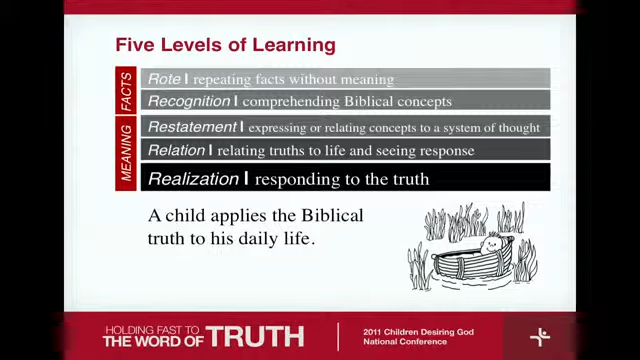 Five Levels of Learning
FACTS
Rote | repeating facts without meaning
Recognition | comprehending Biblical concepts
MEANING
Restatement | expressing or relating concepts to a system of thought
Relation | relating truths to life and seeing response
Realization | responding to the truth
A child applies the Biblical
truth to his daily life.
HOLDING FAST TO
THE WORD OF TRUTH
2011 Children Desiring God
National Conference